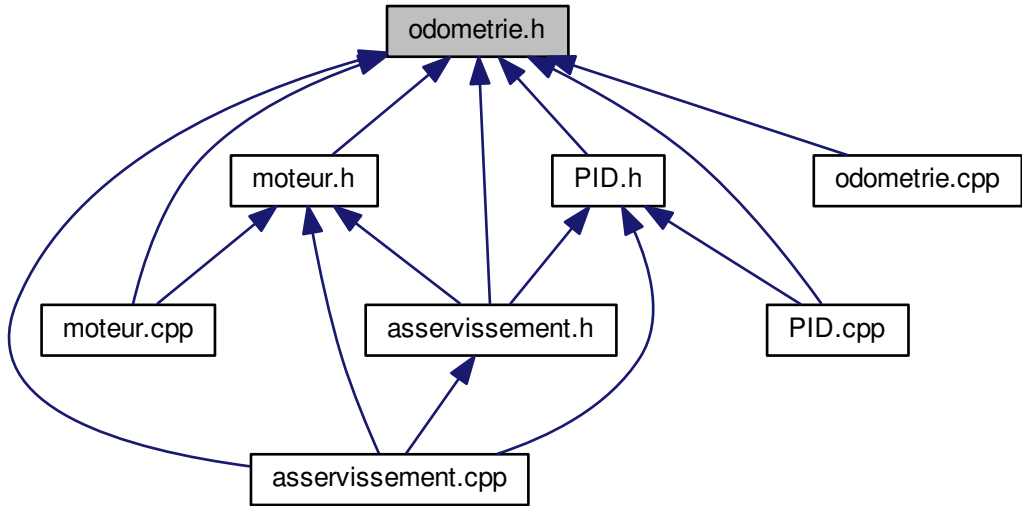 odometrie.h
moteur.h
PID.h
odometrie.cpp
moteur.cpp
asservissement.h
PID.cpp
asservissement.cpp